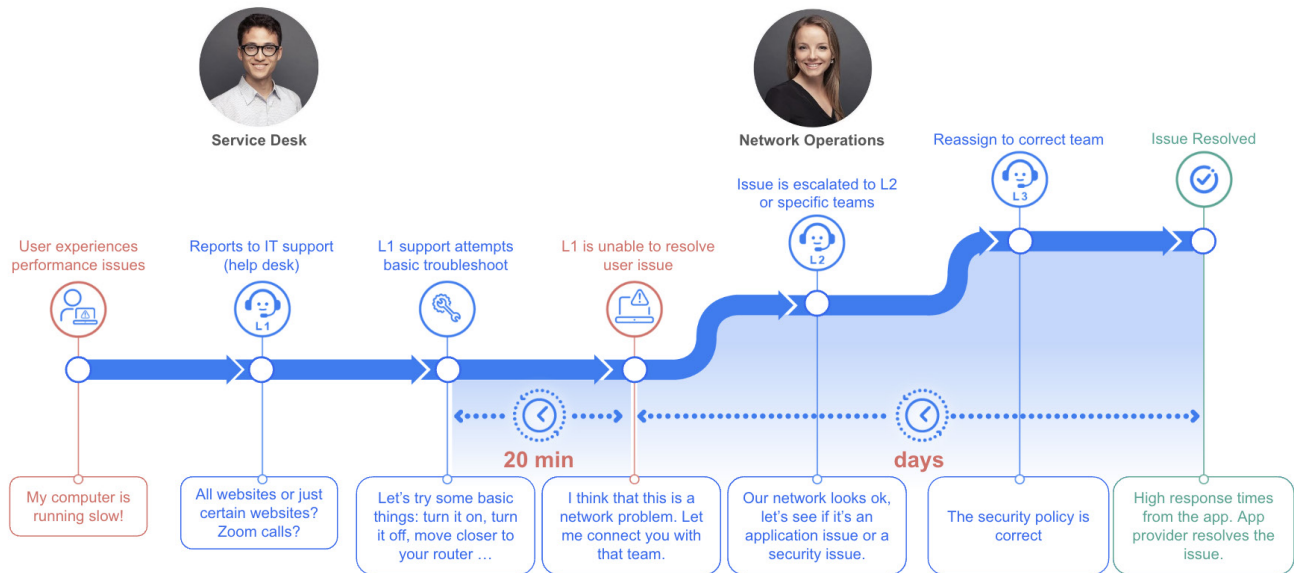 Service Desk
Network Operations
Reassign to correct team
Issue Resolved
L3
Issue is escalated to L2
or specific teams
L2
User experiences
performance issues
Reports to IT support
(help desk)
L1 support attempts
basic troubleshoot
L1 is unable to resolve
user issue
L1
20 min
days
My computer is
running slow!
All websites or just
certain websites?
Zoom calls?
Let's try some basic
things: turn it on, turn
it off, move closer to
your router ...
I think that this is a
network problem. Let
me connect you with
that team.
Our network looks ok,
let's see if it's an
application issue or a
security issue.
The security policy is
correct
High response times
from the app. App
provider resolves the
issue.